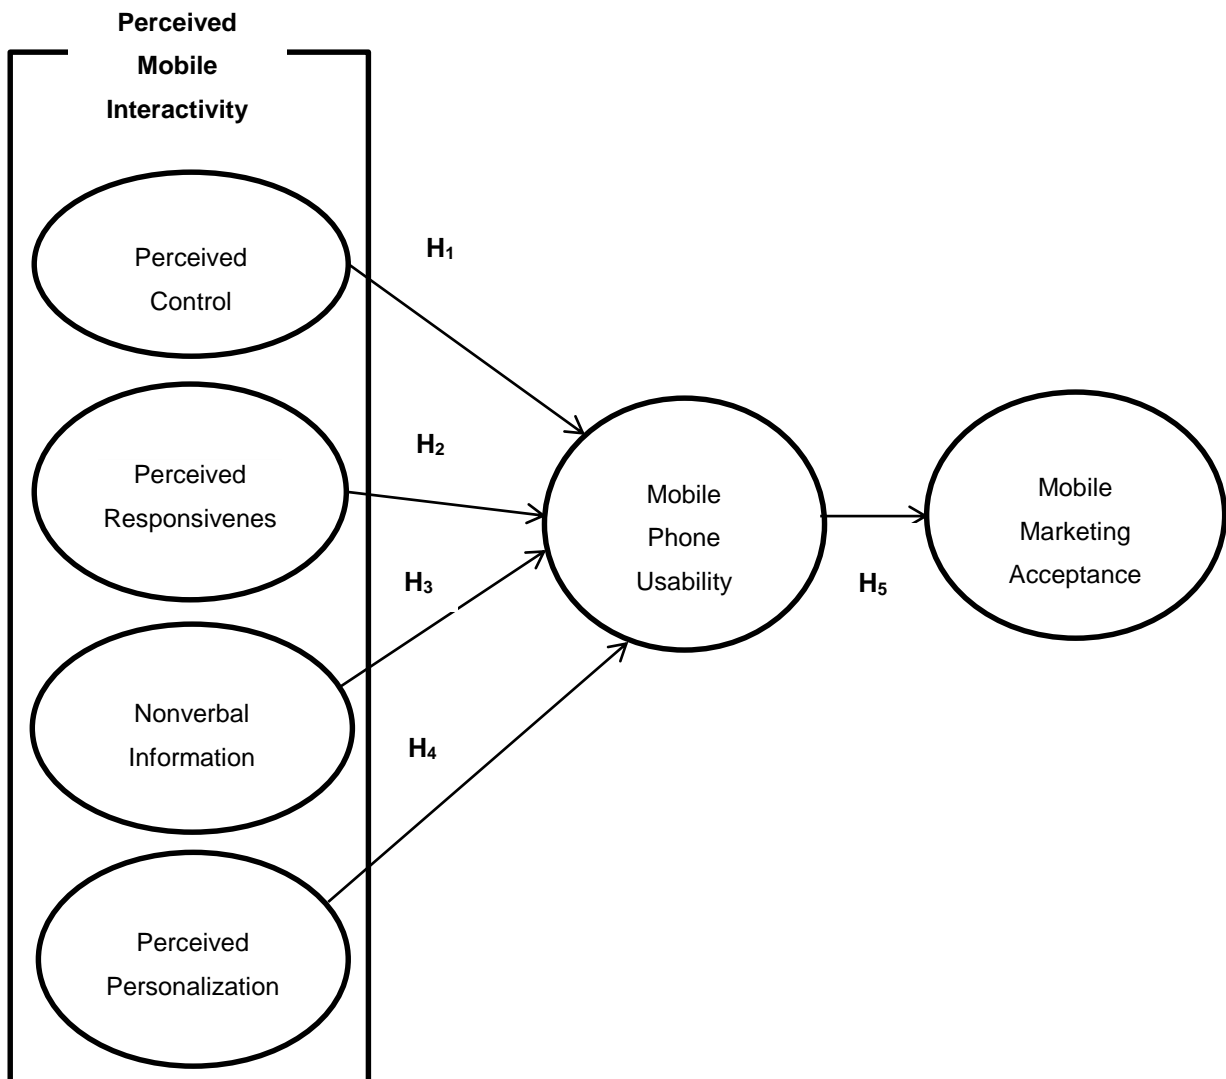 Perceived
Mobile
Interactivity
Perceived
Control
H₁
Perceived
Responsivenes
H₂
Nonverbal
Information
H₃
Perceived
Personalization
H₄
Mobile
Phone
Usability
H₅
Mobile
Marketing
Acceptance